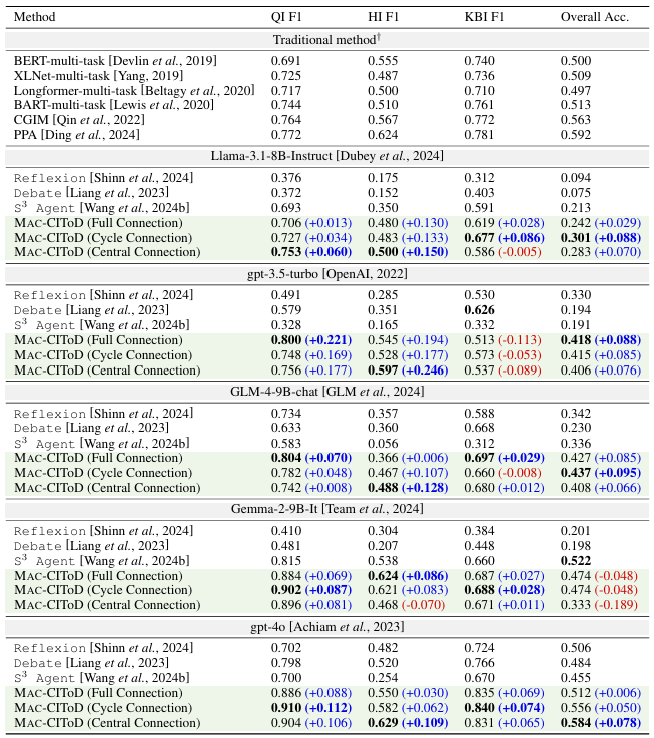 Method QI F1 HI F1 KBI F1 Overall Acc.
Traditional method†
BERT-multi-task [Devlin et al., 2019] 0.691 0.555 0.740 0.500
XLNet-multi-task [Yang, 2019] 0.725 0.487 0.736 0.509
Longformer-multi-task [Beltagy et al., 2020] 0.717 0.500 0.710 0.497
BART-multi-task [Lewis et al., 2020] 0.744 0.510 0.761 0.513
CGIM [Qin et al., 2022] 0.764 0.567 0.772 0.563
PPA [Ding et al., 2024] 0.772 0.624 0.781 0.592
Llama-3.1-8B-Instruct [Dubey et al., 2024]
Reflexion [Shinn et al., 2024] 0.376 0.175 0.312 0.094
Debate [Liang et al., 2023] 0.372 0.152 0.403 0.075
S³ Agent [Wang et al., 2024b] 0.693 0.350 0.591 0.213
MAC-CITOD (Full Connection) 0.706 (+0.013) 0.480 (+0.130) 0.619 (+0.028) 0.242 (+0.029)
MAC-CITOD (Cycle Connection) 0.727 (+0.034) 0.483 (+0.133) 0.677 (+0.086) 0.301 (+0.088)
MAC-CITOD (Central Connection) 0.753 (+0.060) 0.500 (+0.150) 0.586 (-0.005) 0.283 (+0.070)
gpt-3.5-turbo [OpenAI, 2022]
Reflexion [Shinn et al., 2024] 0.491 0.285 0.530 0.330
Debate [Liang et al., 2023] 0.579 0.351 0.626 0.194
S³ Agent [Wang et al., 2024b] 0.328 0.165 0.332 0.191
MAC-CITOD (Full Connection) 0.800 (+0.221) 0.545 (+0.194) 0.513 (-0.113) 0.418 (+0.088)
MAC-CITOD (Cycle Connection) 0.748 (+0.169) 0.528 (+0.177) 0.573 (-0.053) 0.415 (+0.085)
MAC-CITOD (Central Connection) 0.756 (+0.177) 0.597 (+0.246) 0.537 (-0.089) 0.406 (+0.076)
GLM-4-9B-chat [GLM et al., 2024]
Reflexion [Shinn et al., 2024] 0.734 0.357 0.588 0.342
Debate [Liang et al., 2023] 0.633 0.360 0.668 0.230
S³ Agent [Wang et al., 2024b] 0.583 0.056 0.312 0.336
MAC-CITOD (Full Connection) 0.804 (+0.070) 0.366 (+0.006) 0.697 (+0.029) 0.427 (+0.085)
MAC-CITOD (Cycle Connection) 0.782 (+0.048) 0.467 (+0.107) 0.660 (-0.008) 0.437 (+0.095)
MAC-CITOD (Central Connection) 0.742 (+0.008) 0.488 (+0.128) 0.680 (+0.012) 0.408 (+0.066)
Gemma-2-9B-It [Team et al., 2024]
Reflexion [Shinn et al., 2024] 0.410 0.304 0.384 0.201
Debate [Liang et al., 2023] 0.481 0.207 0.448 0.198
S³ Agent [Wang et al., 2024b] 0.815 0.538 0.660 0.522
MAC-CITOD (Full Connection) 0.884 (+0.069) 0.624 (+0.086) 0.687 (+0.027) 0.474 (-0.048)
MAC-CITOD (Cycle Connection) 0.902 (+0.087) 0.621 (+0.083) 0.688 (+0.028) 0.474 (-0.048)
MAC-CITOD (Central Connection) 0.896 (+0.081) 0.468 (-0.070) 0.671 (+0.011) 0.333 (-0.189)
gpt-4o [Achiam et al., 2023]
Reflexion [Shinn et al., 2024] 0.702 0.482 0.724 0.506
Debate [Liang et al., 2023] 0.798 0.520 0.766 0.484
S³ Agent [Wang et al., 2024b] 0.700 0.254 0.670 0.455
MAC-CITOD (Full Connection) 0.886 (+0.088) 0.550 (+0.030) 0.835 (+0.069) 0.512 (+0.006)
MAC-CITOD (Cycle Connection) 0.910 (+0.112) 0.582 (+0.062) 0.840 (+0.074) 0.556 (+0.050)
MAC-CITOD (Central Connection) 0.904 (+0.106) 0.629 (+0.109) 0.831 (+0.065) 0.584 (+0.078)